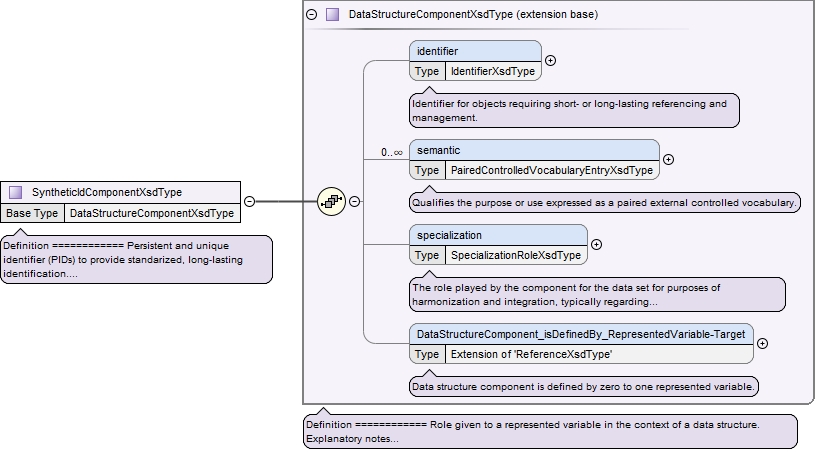 DataStructureComponentXsdType (extension base)
identifier
Type IdentifierXsdType
Identifier for objects requiring short- or long-lasting referencing and
management.
0..∞
semantic
Type PairedControlledVocabularyEntryXsdType
Qualifies the purpose or use expressed as a paired external controlled vocabulary.
SyntheticIdComponentXsdType
Base Type DataStructureComponentXsdType
Definition ============ Persistent and unique
identifier (PIDs) to provide standarized, long-lasting
identification....
specialization
Type SpecializationRoleXsdType
The role played by the component for the data set for purposes of
harmonization and integration, typically regarding...
DataStructureComponent_isDefinedBy_RepresentedVariable-Target
Type Extension of 'ReferenceXsdType'
Data structure component is defined by zero to one represented variable.
Definition ============ Role given to a represented variable in the context of a data structure.
Explanatory notes...